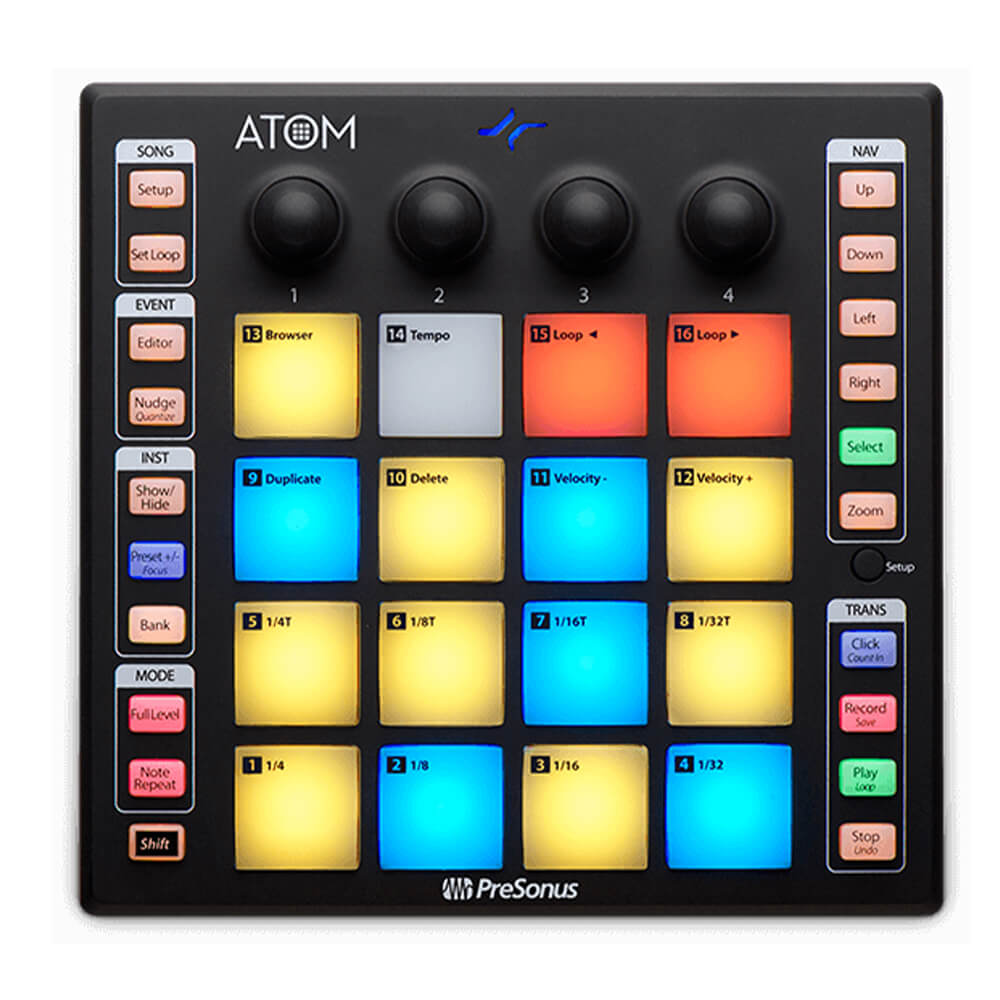 ATOM
SONG
Setup
Set Loop
EVENT
Editor
Nudge
Quantize
INST
Show/
Hide
Preset +/-
Focus
Bank
MODE
Full Level
Note
Repeat
Shift
1 2 3 4
13 Browser
14 Tempo
15 Loop ◄
16 Loop ►
9 Duplicate
10 Delete
11 Velocity -
12 Velocity +
5 1/4T
6 1/8T
7 1/16T
8 1/32T
1 1/4
2 1/8
3 1/16
4 1/32
PreSonus
NAV
Up
Down
Left
Right
Select
Zoom
Setup
TRANS
Click
Count In
Record
Save
Play
Loop
Stop
Undo